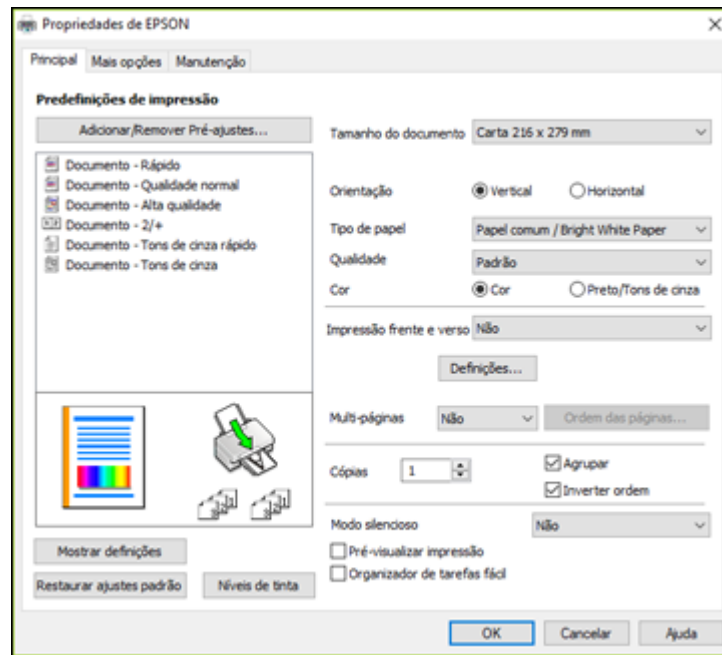 Propriedades de EPSON
Principal Mais opções Manutenção
Predefinições de impressão
Adicionar/Remover Pré-ajustes...
Documento - Rápido
Documento - Qualidade normal
Documento - Alta qualidade
Documento - 2/+
Documento - Tons de cinza rápido
Documento - Tons de cinza
Mostrar definições
Restaurar ajustes padrão Níveis de tinta
Tamanho do documento Carta 216 x 279 mm
Orientação Vertical Horizontal
Tipo de papel Papel comum / Bright White Paper
Qualidade Padrão
Cor Cor Preto/Tons de cinza
Impressão frente e verso Não
Definições...
Multi-páginas Não Ordem das páginas...
Cópias 1 Agrupar
Inverter ordem
Modo silencioso Não
Pré-visualizar impressão
Organizador de tarefas fácil
OK Cancelar Ajuda